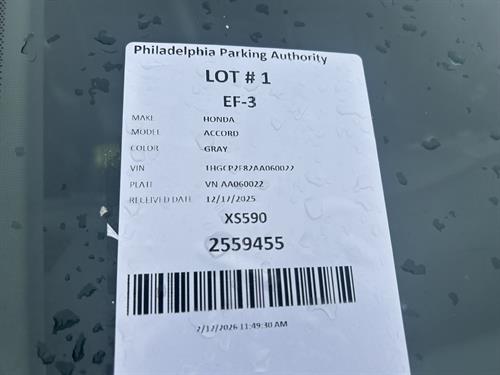 Philadelphia Parking Authority
LOT # 1
EF-3
MAKE HONDA
MODEL ACCORD
COLOR GRAY
VIN 1HGCP2F82AA060022
PLATE VN AA060022
RECEIVED DATE 12/17/2025
XS590
2559455
2/12/2026 11:49:30 AM